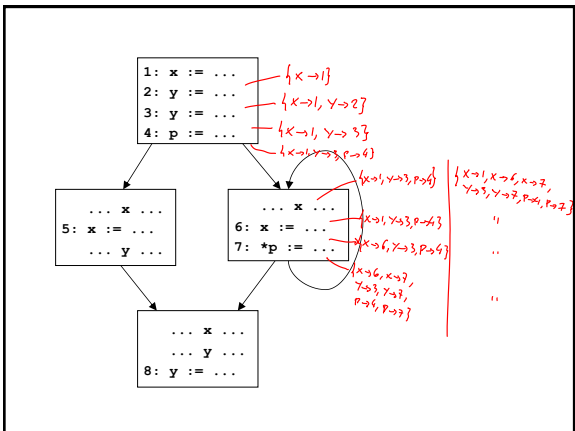 1: x := ...
2: y := ...
3: y := ...
4: p := ...
{x→1}
{x→1, y→2}
{x→1, y→3}
{x→1, y→3, p→4}
... x ...
5: x := ...
... y ...
... x ...
6: x := ...
7: *p := ...
{x→1, y→3, p→4}
{x→1, y→3, p→4}
{x→6, y→3, p→4}
{x→6, x→7,
y→3, y→7,
p→4, p→7}
{x→1, x→6, x→7,
y→3, y→7, p→4, p→7}
"
"
"
... x ...
... y ...
8: y := ...